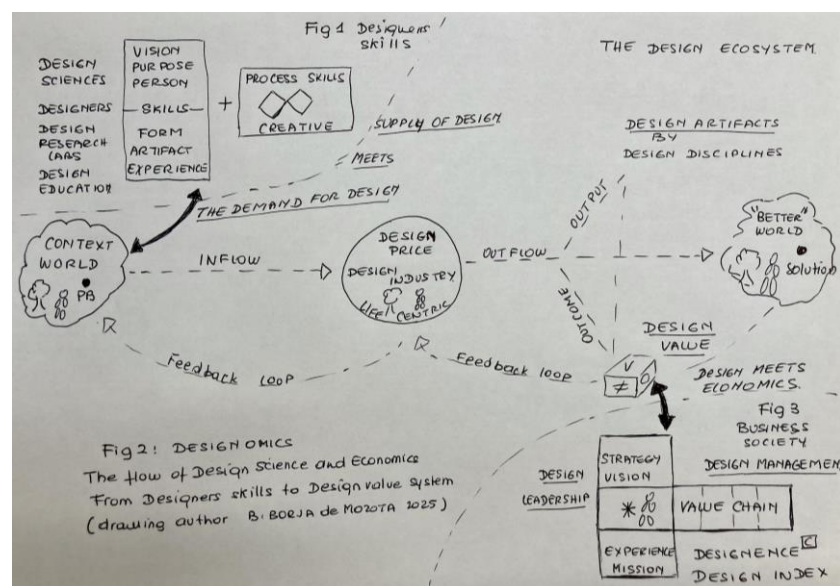 Fig 1 Designers'
SKILLS
THE DESIGN ECOSYSTEM
DESIGN
SCIENCES
DESIGNERS
DESIGN
RESEARCH
LABS
DESIGN
EDUCATION
VISION
PURPOSE
PERSON
SKILLS
FORM
ARTIFACT
EXPERIENCE
+
PROCESS SKILLS
CREATIVE
SUPPLY OF DESIGN
MEETS
THE DEMAND FOR DESIGN
DESIGN ARTIFACTS
BY
DESIGN DISCIPLINES
CONTEXT
WORLD
PB
INFLOW
DESIGN
PRICE
DESIGN
INDUSTRY
LIFE
CENTRIC
OUTFLOW
OUTPUT
OUTCOME
"BETTER"
WORLD
SOLUTION
Feedback LOOP
Feedback loop
DESIGN
VALUE
V
≠
O
DESIGN MEETS
ECONOMICS.
Fig 3
BUSINESS
SOCIETY
DESIGN MANAGEMENT
Fig 2: DESIGNOMICS
The flow of Design Science and Economics
From Designers skills to Design value system
(drawing author B. BORJA de MOZOTA 2025)
DESIGN
LEADERSHIP
STRATEGY
VISION
VALUE CHAIN
EXPERIENCE
MISSION
DESIGNENCE C
DESIGN INDEX